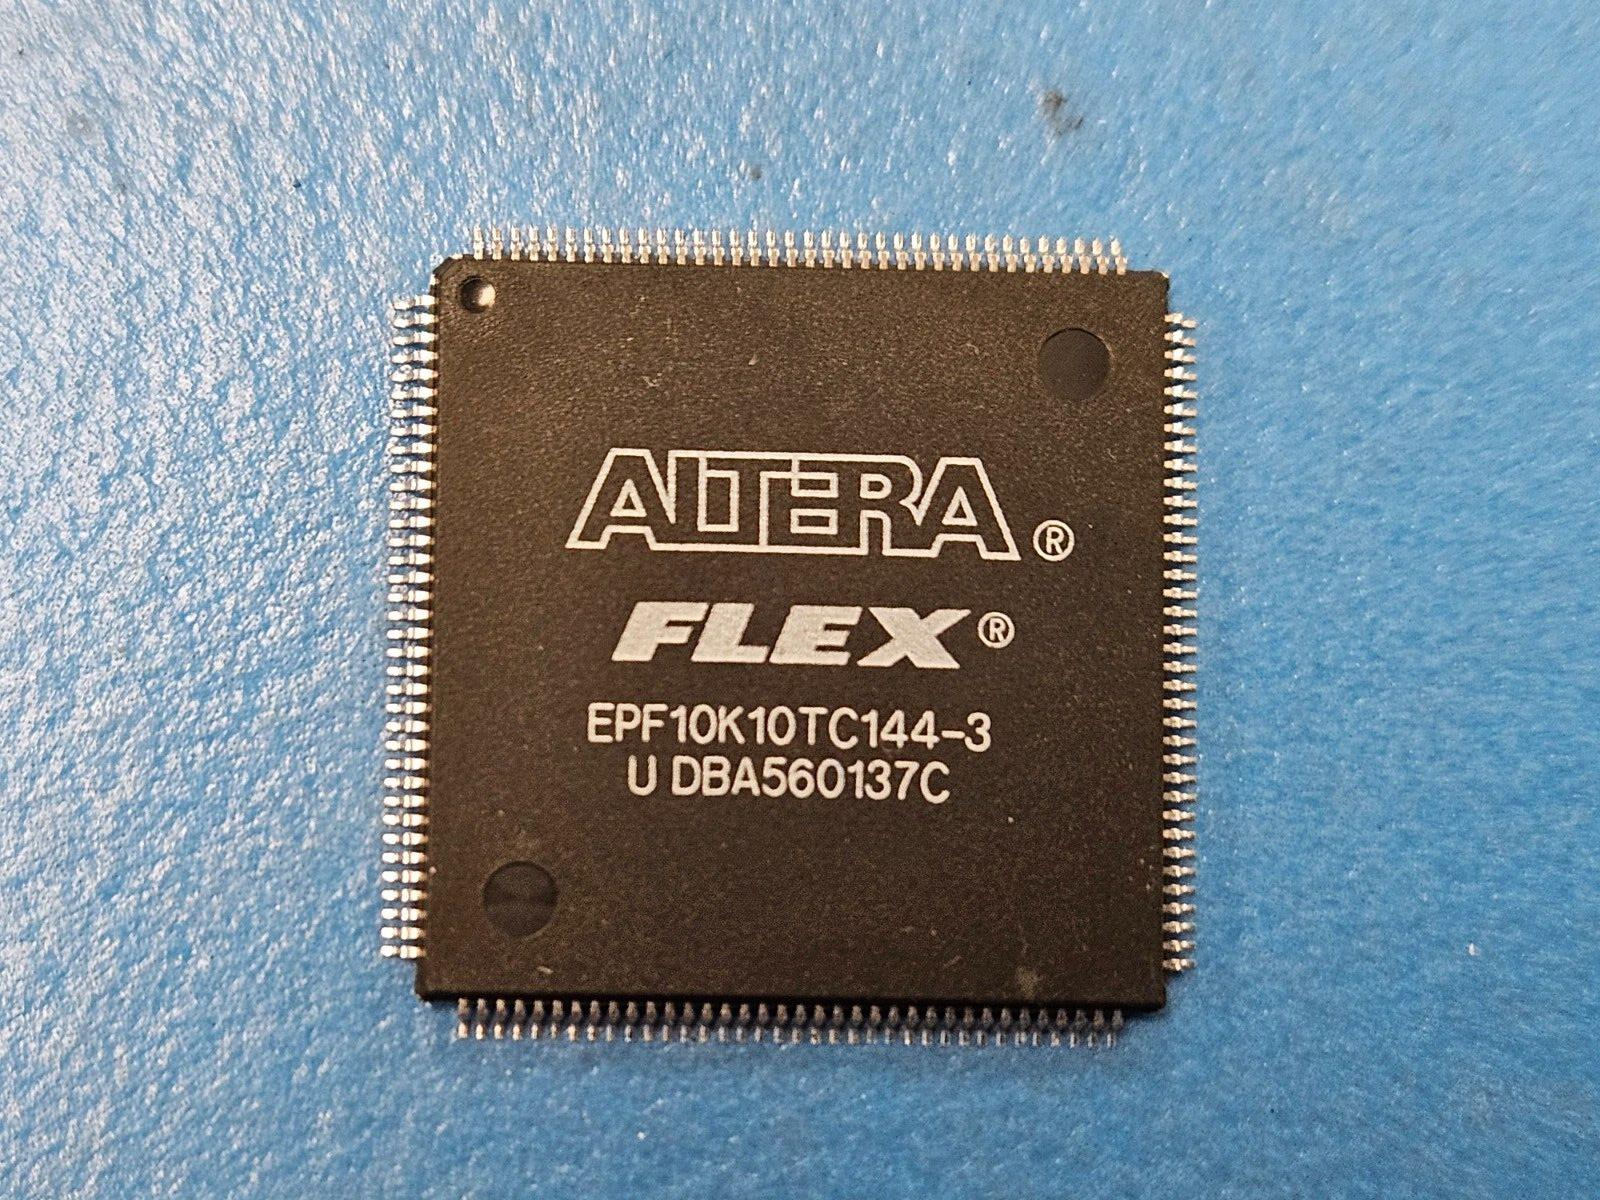 ALTERA®
FLEX®
EPF10K10TC144-3
U DBA560137C